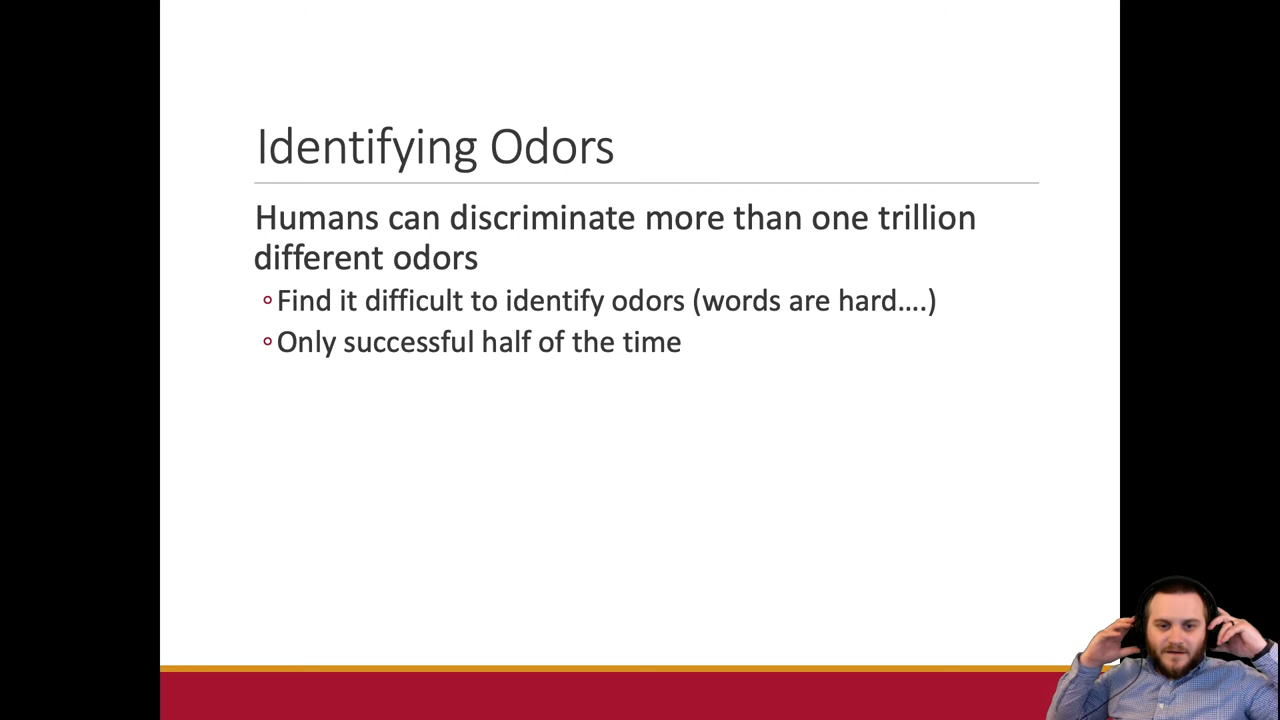 Identifying Odors
Humans can discriminate more than one trillion
different odors
◦Find it difficult to identify odors (words are hard….)
◦Only successful half of the time